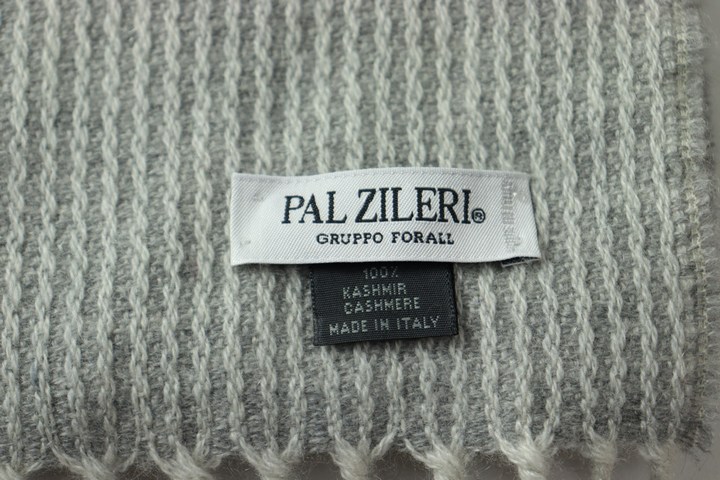 PAL ZILERI®
GRUPPO FORALL
100%
KASHMIR
CASHMERE
MADE IN ITALY